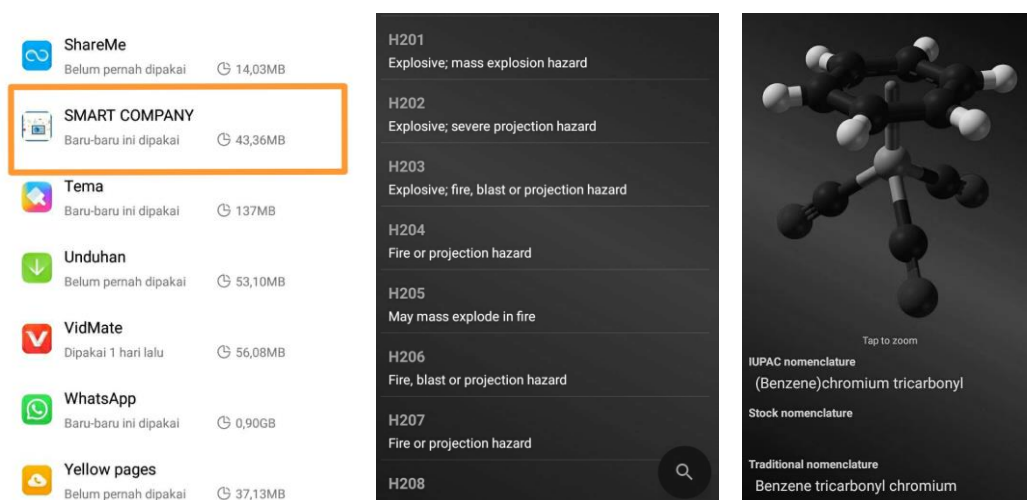 ShareMe
Belum pernah dipakai 14,03MB
SMART COMPANY
Baru-baru ini dipakai 43,36MB
Tema
Baru-baru ini dipakai 137MB
Unduhan
Belum pernah dipakai 53,10MB
VidMate
Dipakai 1 hari lalu 56,08MB
WhatsApp
Baru-baru ini dipakai 0,90GB
Yellow pages
Belum pernah dipakai 37,13MB
H201
Explosive; mass explosion hazard
H202
Explosive; severe projection hazard
H203
Explosive; fire, blast or projection hazard
H204
Fire or projection hazard
H205
May mass explode in fire
H206
Fire, blast or projection hazard
H207
Fire or projection hazard
H208
Tap to zoom
IUPAC nomenclature
(Benzene)chromium tricarbonyl
Stock nomenclature
Traditional nomenclature
Benzene tricarbonyl chromium